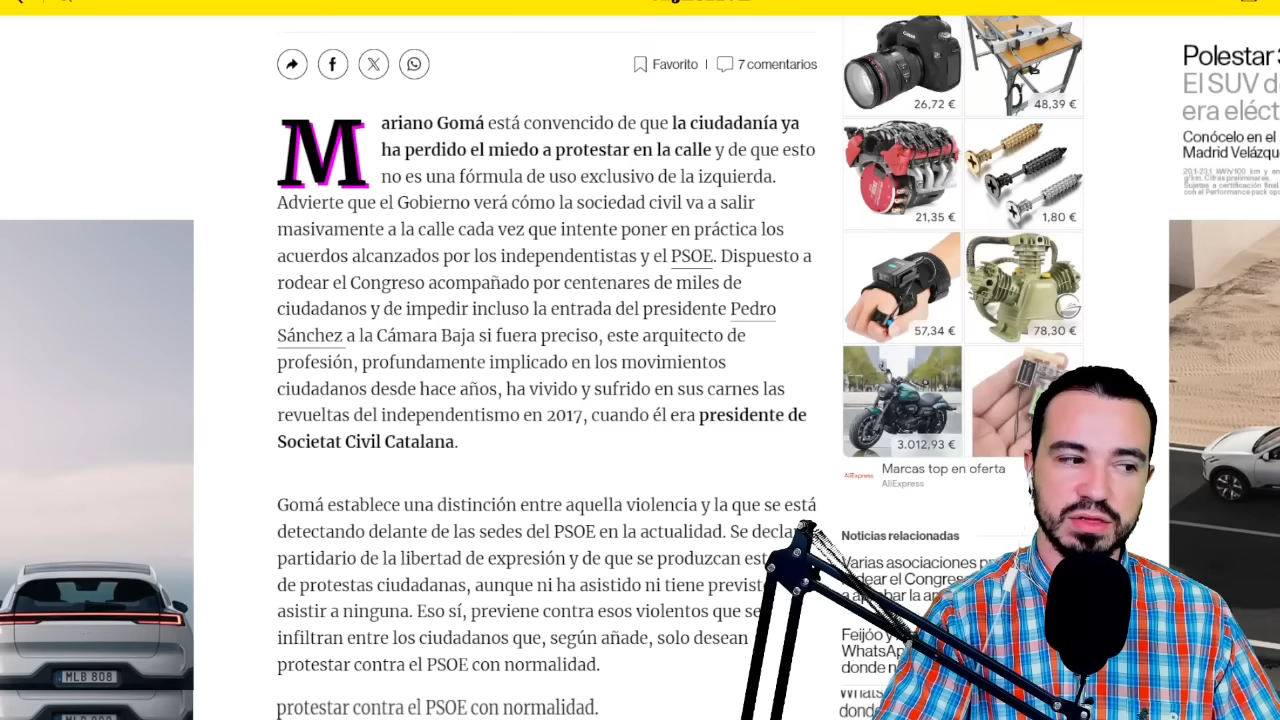 Favorito
7 comentarios
Mariano Gomá está convencido de que la ciudadanía ya
ha perdido el miedo a protestar en la calle y de que esto
no es una fórmula de uso exclusivo de la izquierda.
Advierte que el Gobierno verá cómo la sociedad civil va a salir
masivamente a la calle cada vez que intente poner en práctica los
acuerdos alcanzados por los independentistas y el PSOE. Dispuesto a
rodear el Congreso acompañado por centenares de miles de
ciudadanos y de impedir incluso la entrada del presidente Pedro
Sánchez a la Cámara Baja si fuera preciso, este arquitecto de
profesión, profundamente implicado en los movimientos
ciudadanos desde hace años, ha vivido y sufrido en sus carnes las
revueltas del independentismo en 2017, cuando él era presidente de
Societat Civil Catalana.
Gomá establece una distinción entre aquella violencia y la que se está
detectando delante de las sedes del PSOE en la actualidad. Se declar
partidario de la libertad de expresión y de que se produzcan est
de protestas ciudadanas, aunque ni ha asistido ni tiene previst
asistir a ninguna. Eso sí, previene contra esos violentos que se
infiltran entre los ciudadanos que, según añade, solo desean
protestar contra el PSOE con normalidad.
protestar contra el PSOE con normalidad.
26,72 €
48,39 €
21,35 €
1,80 €
57,34 €
78,30 €
3.012,93 €
AliExpress
Marcas top en oferta
AliExpress
Noticias relacionadas
Varias asociaciones
dear el Congres
a aprobar la
Feijóo y
WhatsAp
donde n
Whats
dond
Polestar 3
El SUV d
era eléct
Conócelo en el
Madrid Velázqu
MLB 808